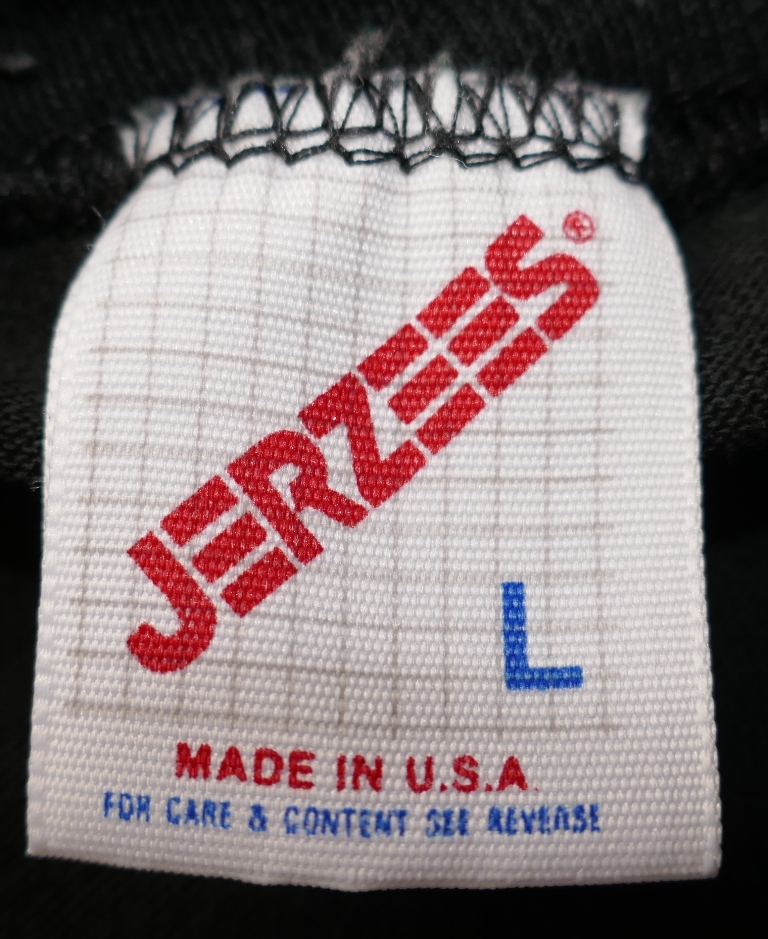 JERZEES®
L
MADE IN U.S.A.
FOR CARE & CONTENT SEE REVERSE